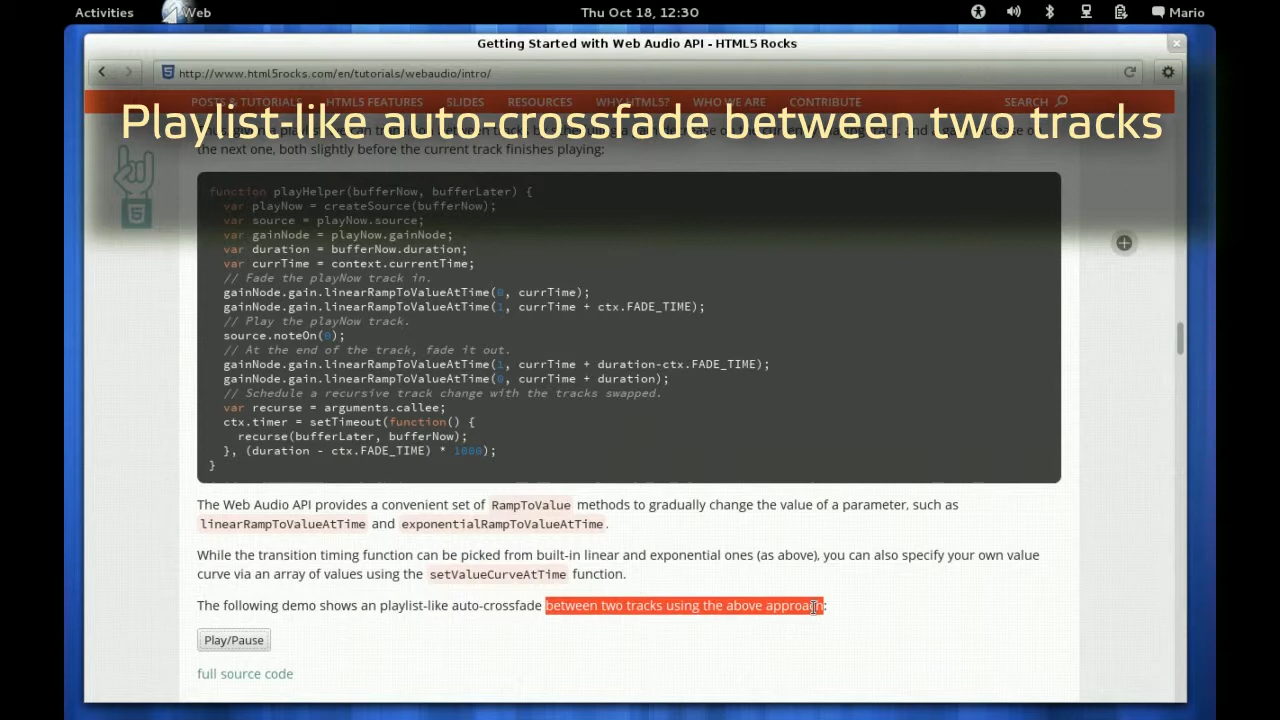 Activities Web Thu Oct 18, 12:30 Mario
Getting Started with Web Audio API - HTML5 Rocks
http://www.html5rocks.com/en/tutorials/webaudio/intro/
POSTS & TUTORIALS HTML5 FEATURES SLIDES RESOURCES WHY HTML5? WHO WE ARE CONTRIBUTE SEARCH
Playlist-like auto-crossfade between two tracks
the next one, both slightly before the current track finishes playing:
function playHelper(bufferNow, bufferLater) {
var playNow = createSource(bufferNow);
var source = playNow.source;
var gainNode = playNow.gainNode;
var duration = bufferNow.duration;
var currTime = context.currentTime;
// Fade the playNow track in.
gainNode.gain.linearRampToValueAtTime(0, currTime);
gainNode.gain.linearRampToValueAtTime(1, currTime + ctx.FADE_TIME);
// Play the playNow track.
source.noteOn(0);
// At the end of the track, fade it out.
gainNode.gain.linearRampToValueAtTime(1, currTime + duration-ctx.FADE_TIME);
gainNode.gain.linearRampToValueAtTime(0, currTime + duration);
// Schedule a recursive track change with the tracks swapped.
var recurse = arguments.callee;
ctx.timer = setTimeout(function() {
recurse(bufferLater, bufferNow);
}, (duration - ctx.FADE_TIME) * 1000);
}
The Web Audio API provides a convenient set of RampToValue methods to gradually change the value of a parameter, such as
linearRampToValueAtTime and exponentialRampToValueAtTime.
While the transition timing function can be picked from built-in linear and exponential ones (as above), you can also specify your own value
curve via an array of values using the setValueCurveAtTime function.
The following demo shows an playlist-like auto-crossfade between two tracks using the above approach:
Play/Pause
full source code